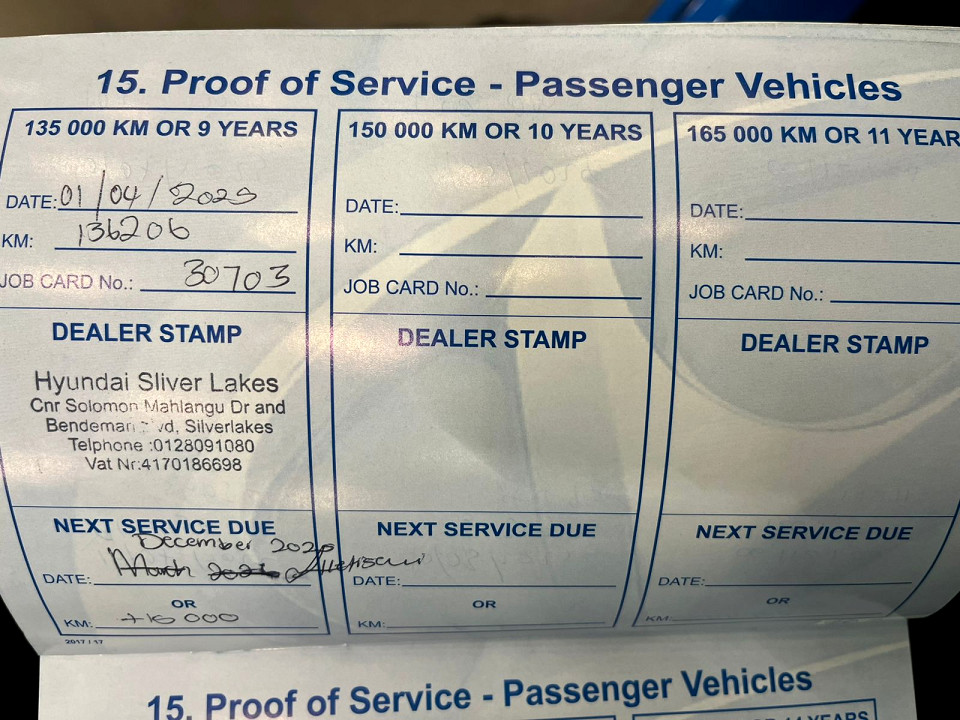 15. Proof of Service - Passenger Vehicles
135 000 KM OR 9 YEARS
DATE: 01/04/2025
KM: 136206
JOB CARD No.: 30703
DEALER STAMP
Hyundai Sliver Lakes
Cnr Solomon Mahlangu Dr and
Silverlakes
Telphone :0128091080
Vat Nr:4170186698
NEXT SERVICE DUE
December
DATE: March
OR
KM: +16 000
2017 / 17
150 000 KM OR 10 YEARS
DATE:
KM:
JOB CARD No.:
DEALER STAMP
NEXT SERVICE DUE
DATE:
OR
KM:
165 000 KM OR 11 YEAR
DATE:
KM:
JOB CARD No.:
DEALER STAMP
NEXT SERVICE DUE
DATE:
OR
KM:
15. Proof of Service - Passenger Vehicles